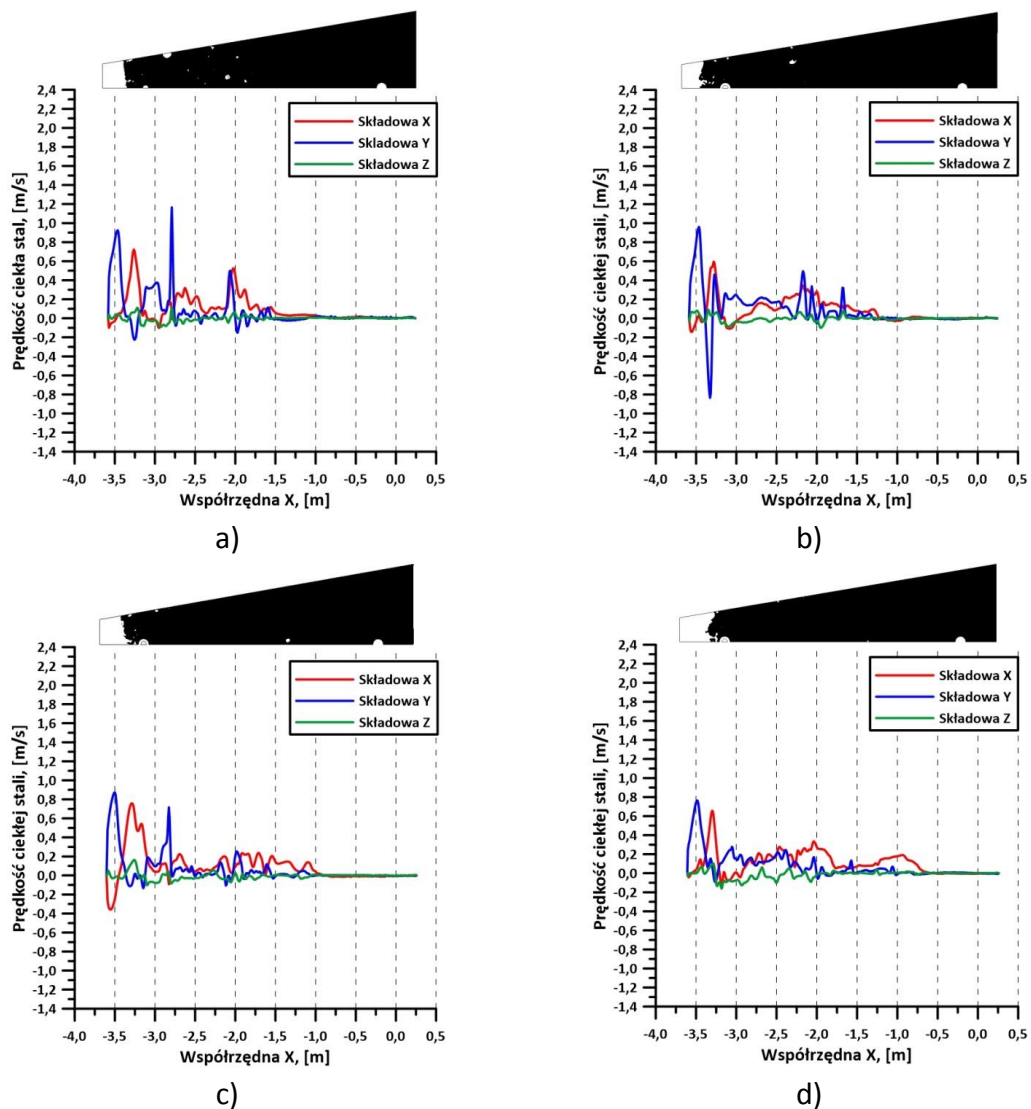 2,4
2,2
2,0
1,8
1,6
1,4
1,2
1,0
0,8
0,6
0,4
0,2
0,0
-0,2
-0,4
-0,6
-0,8
-1,0
-1,2
-1,4
Prędkość ciekła stal, [m/s]
Składowa X
Składowa Y
Składowa Z
-4,0 -3,5 -3,0 -2,5 -2,0 -1,5 -1,0 -0,5 0,0 0,5
Współrzędna X, [m]
a)
2,4
2,2
2,0
1,8
1,6
1,4
1,2
1,0
0,8
0,6
0,4
0,2
0,0
-0,2
-0,4
-0,6
-0,8
-1,0
-1,2
-1,4
Prędkość ciekłej stali, [m/s]
Składowa X
Składowa Y
Składowa Z
-4,0 -3,5 -3,0 -2,5 -2,0 -1,5 -1,0 -0,5 0,0 0,5
Współrzędna X, [m]
b)
2,4
2,2
2,0
1,8
1,6
1,4
1,2
1,0
0,8
0,6
0,4
0,2
0,0
-0,2
-0,4
-0,6
-0,8
-1,0
-1,2
-1,4
Prędkość ciekłej stali, [m/s]
Składowa X
Składowa Y
Składowa Z
-4,0 -3,5 -3,0 -2,5 -2,0 -1,5 -1,0 -0,5 0,0 0,5
Współrzędna X, [m]
c)
2,4
2,2
2,0
1,8
1,6
1,4
1,2
1,0
0,8
0,6
0,4
0,2
0,0
-0,2
-0,4
-0,6
-0,8
-1,0
-1,2
-1,4
Prędkość ciekłej stali, [m/s]
Składowa X
Składowa Y
Składowa Z
-4,0 -3,5 -3,0 -2,5 -2,0 -1,5 -1,0 -0,5 0,0 0,5
Współrzędna X, [m]
d)